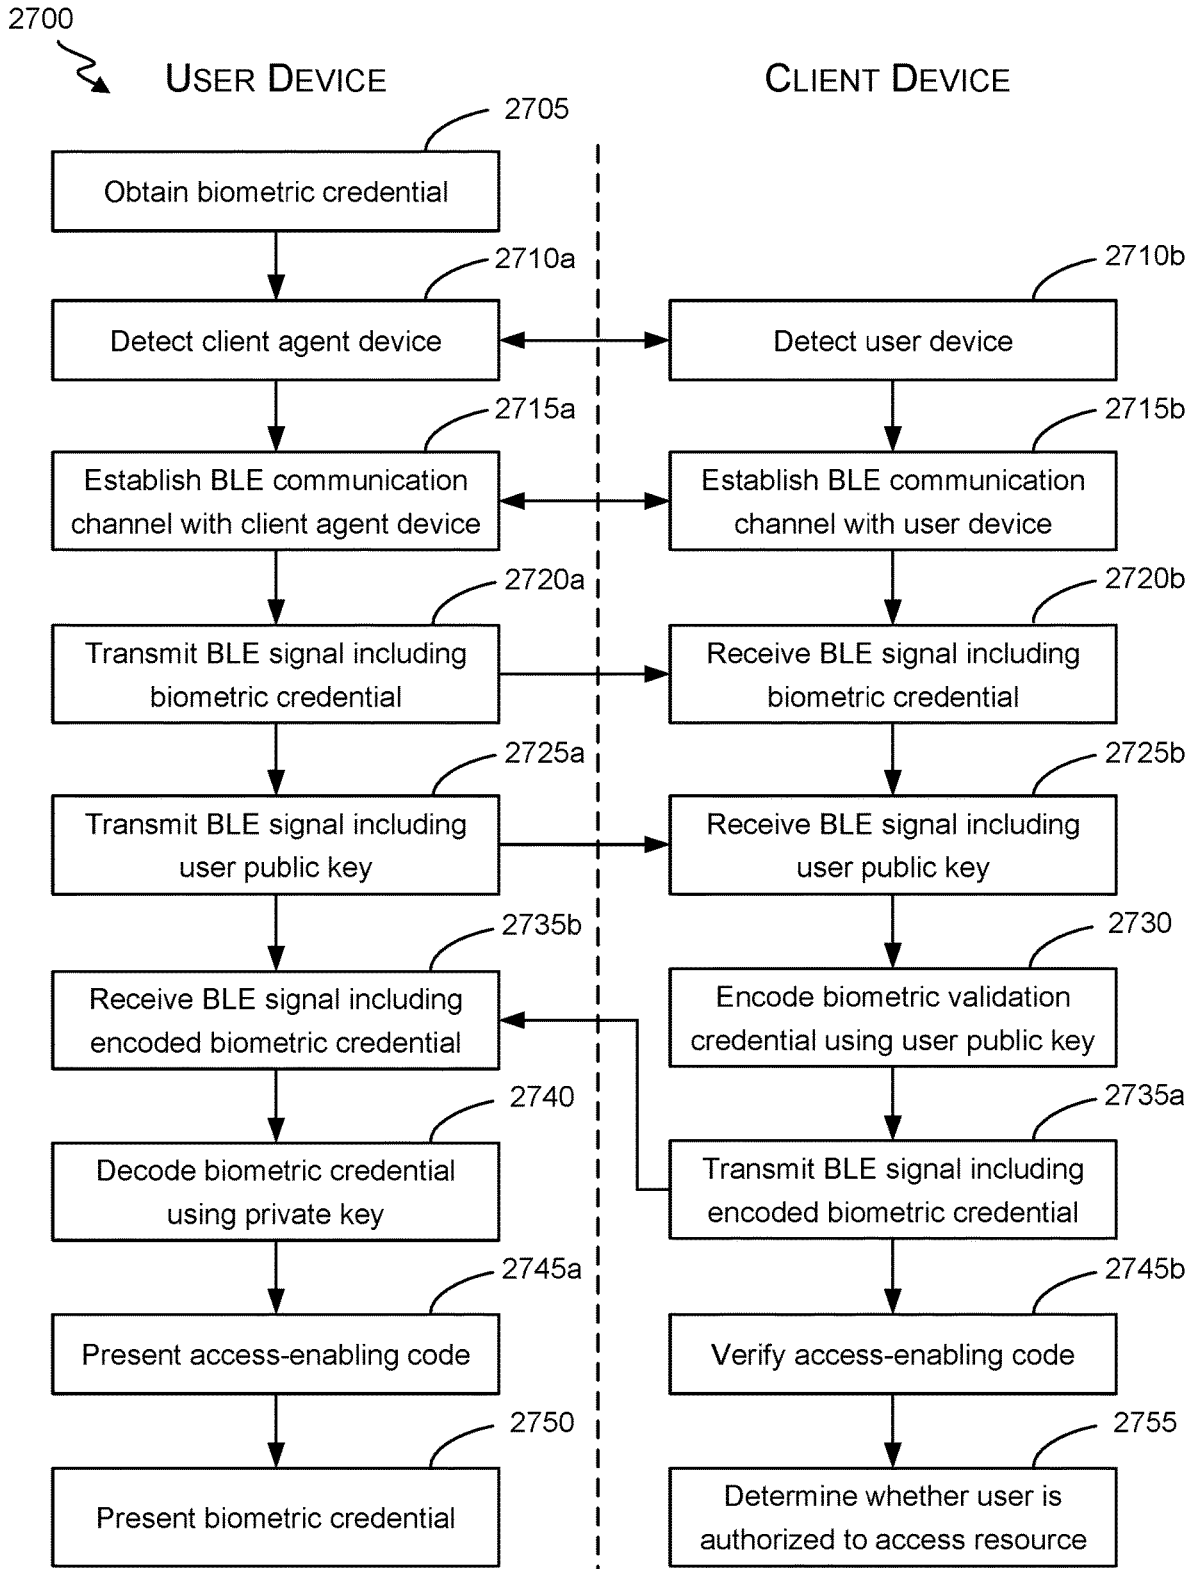 2700
USER DEVICE
CLIENT DEVICE
2705
Obtain biometric credential
2710a
2710b
Detect client agent device
Detect user device
2715a
2715b
Establish BLE communication
channel with client agent device
Establish BLE communication
channel with user device
2720a
2720b
Transmit BLE signal including
biometric credential
Receive BLE signal including
biometric credential
2725a
2725b
Transmit BLE signal including
user public key
Receive BLE signal including
user public key
2735b
2730
Receive BLE signal including
encoded biometric credential
Encode biometric validation
credential using user public key
2740
2735a
Decode biometric credential
using private key
Transmit BLE signal including
encoded biometric credential
2745a
2745b
Present access-enabling code
Verify access-enabling code
2750
2755
Present biometric credential
Determine whether user is
authorized to access resource